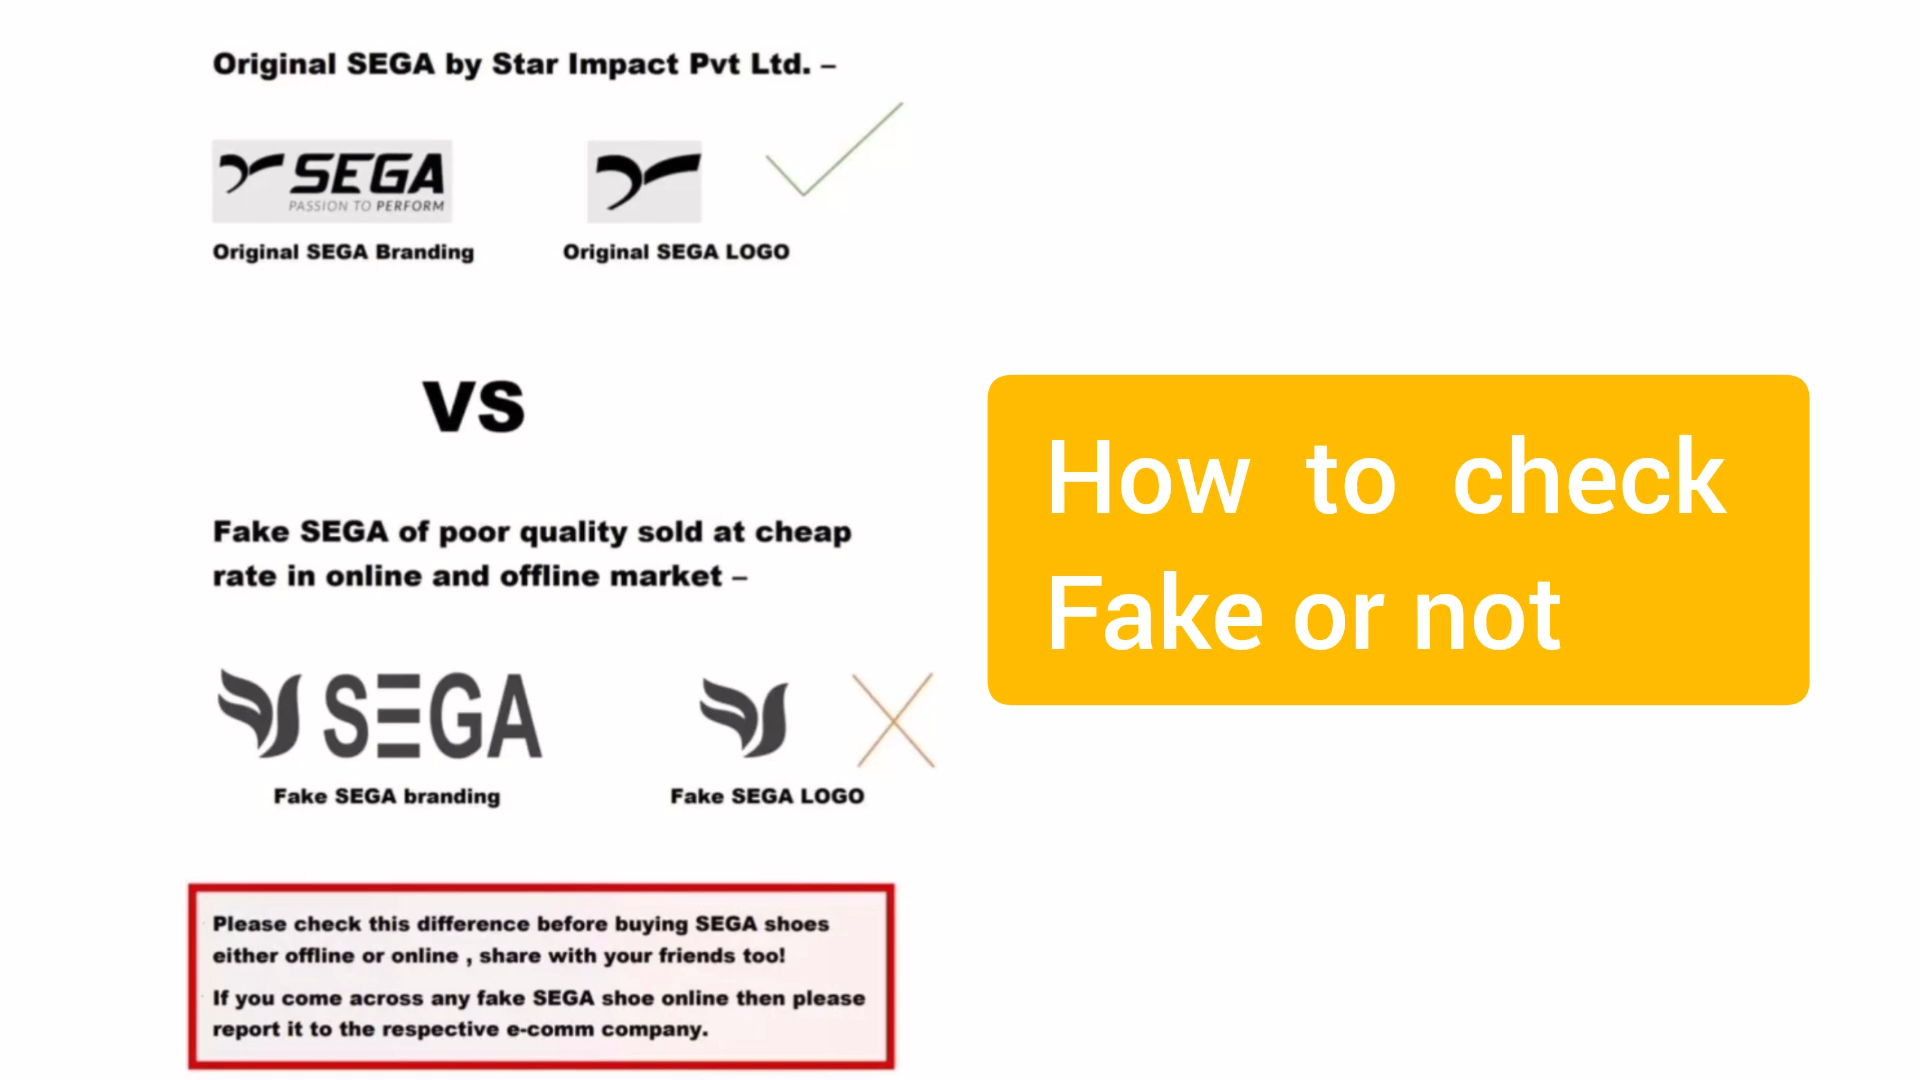 Original SEGA by Star Impact Pvt Ltd. –
SEGA
PASSION TO PERFORM
Original SEGA Branding
Original SEGA LOGO
VS
Fake SEGA of poor quality sold at cheap
rate in online and offline market –
SEGA
Fake SEGA branding
Fake SEGA LOGO
Please check this difference before buying SEGA shoes
either offline or online , share with your friends too!
If you come across any fake SEGA shoe online then please
report it to the respective e-comm company.
How to check
Fake or not